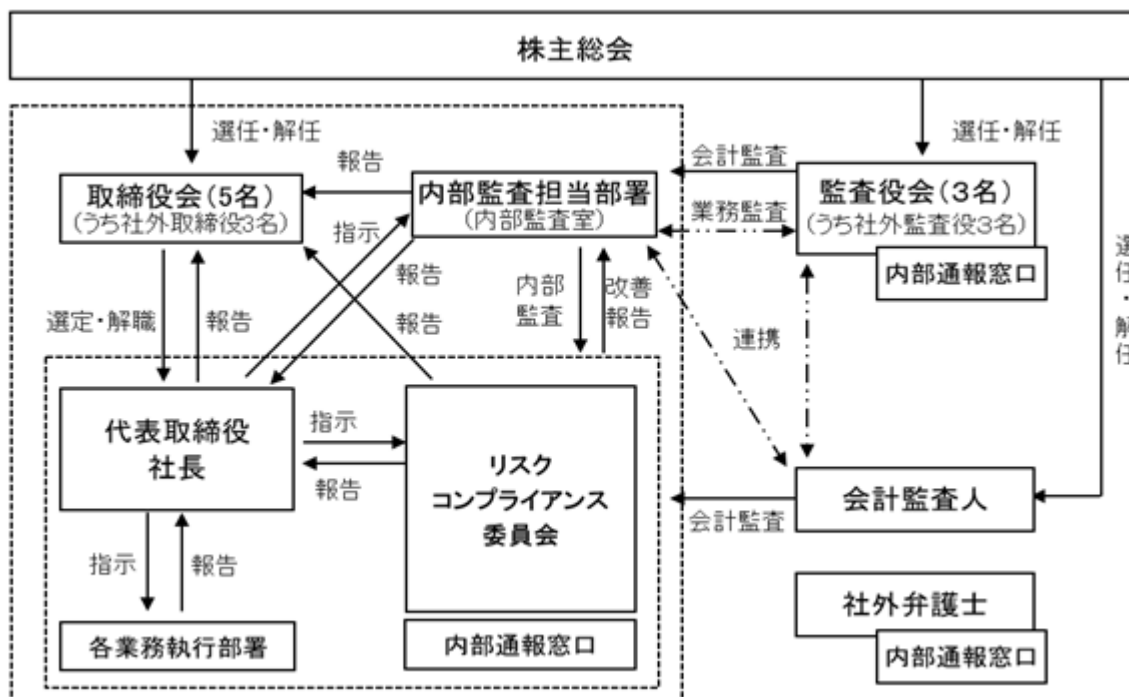 株主総会
選任・解任
選任・解任
報告
会計監査
取締役会(5名)
(うち社外取締役3名)
内部監査担当部署
(内部監査室)
業務監査
監査役会(3名)
(うち社外監査役3名)
内部通報窓口
選任・解任
指示
報告
選定・解職
報告
報告
内部
監査
改善
報告
連携
代表取締役
社長
指示
報告
リスク
コンプライアンス
委員会
会計監査人
会計監査
指示
報告
社外弁護士
内部通報窓口
各業務執行部署
内部通報窓口